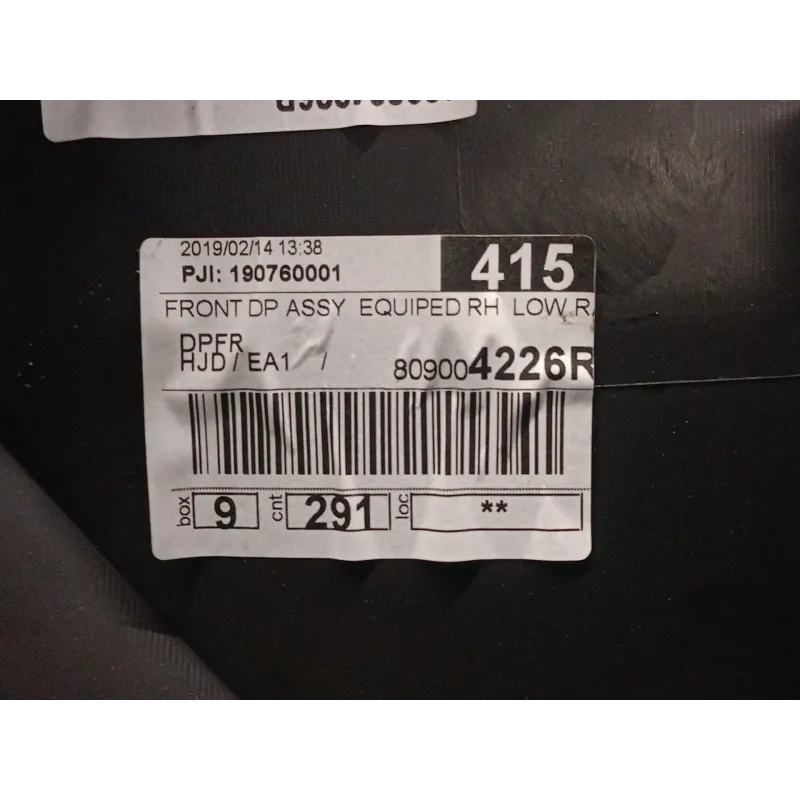 2019/02/14 13:38
PJI: 190760001
415
FRONT DP ASSY EQUIPED RH LOW R
DPFR
HJD / EA1 /
809004226R
box 9 cnt 291 loc **